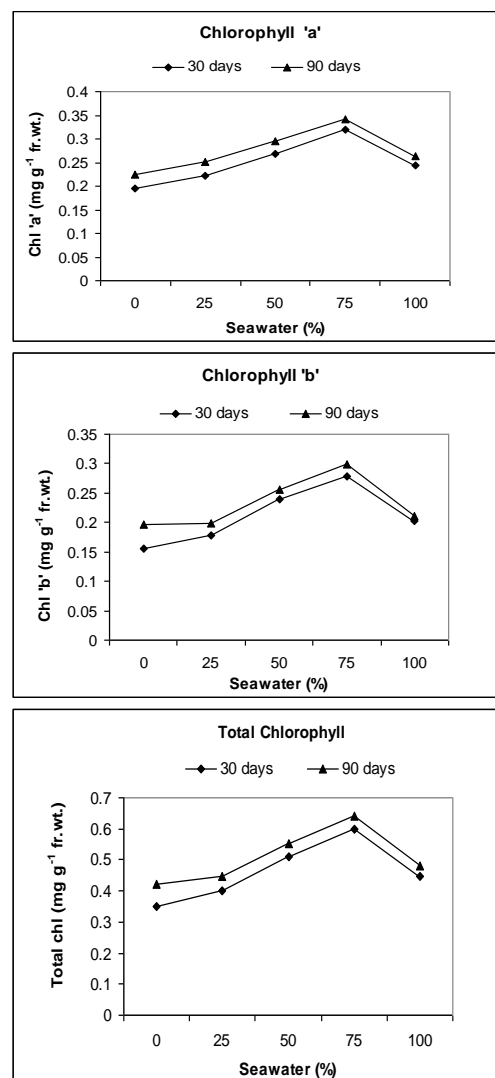 Chlorophyll 'a'
30 days 90 days
0.4
0.35
0.3
0.25
0.2
0.15
0.1
0.05
0
Chl 'a' (mg g⁻¹ fr.wt.)
0 25 50 75 100
Seawater (%)
Chlorophyll 'b'
30 days 90 days
0.35
0.3
0.25
0.2
0.15
0.1
0.05
0
Chl 'b' (mg g⁻¹ fr.wt.)
0 25 50 75 100
Seawater (%)
Total Chlorophyll
30 days 90 days
0.7
0.6
0.5
0.4
0.3
0.2
0.1
0
Total chl (mg g⁻¹ fr.wt.)
0 25 50 75 100
Seawater (%)